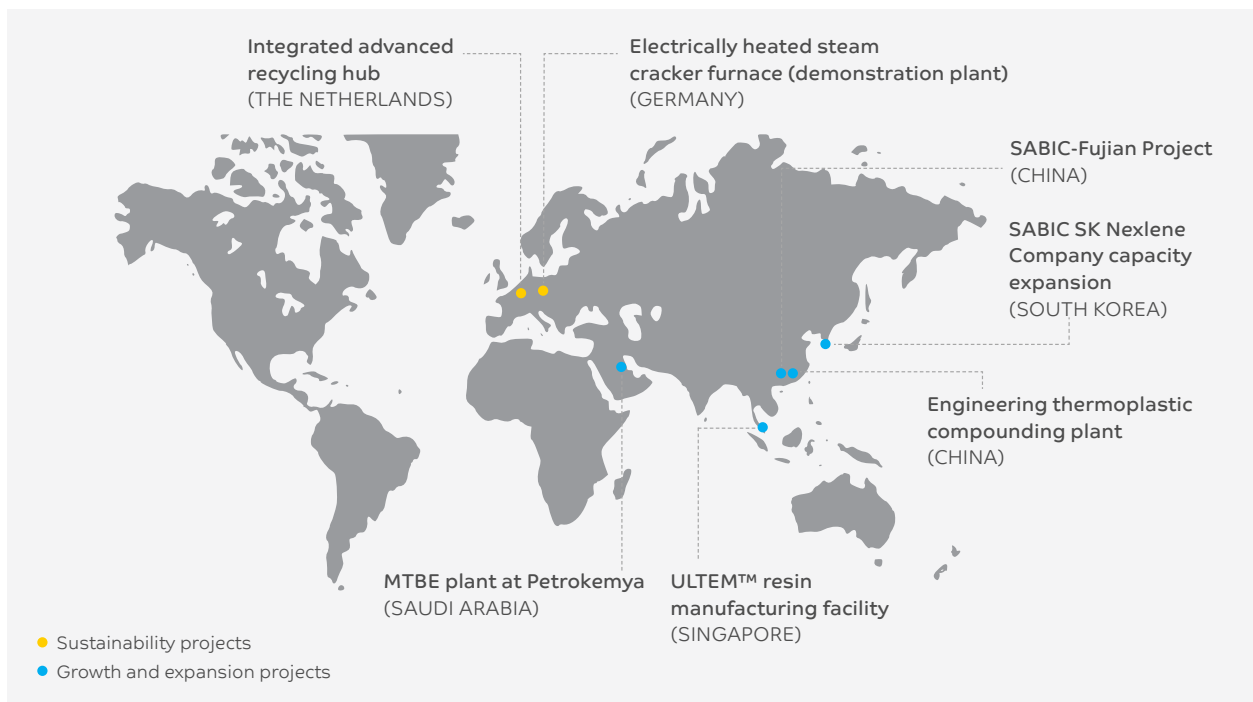 Integrated advanced
recycling hub
(THE NETHERLANDS)
Electrically heated steam
cracker furnace (demonstration plant)
(GERMANY)
SABIC-Fujian Project
(CHINA)
SABIC SK Nexlene
Company capacity
expansion
(SOUTH KOREA)
Engineering thermoplastic
compounding plant
(CHINA)
MTBE plant at Petrokemya
(SAUDI ARABIA)
ULTEM™ resin
manufacturing facility
(SINGAPORE)
Sustainability projects
Growth and expansion projects